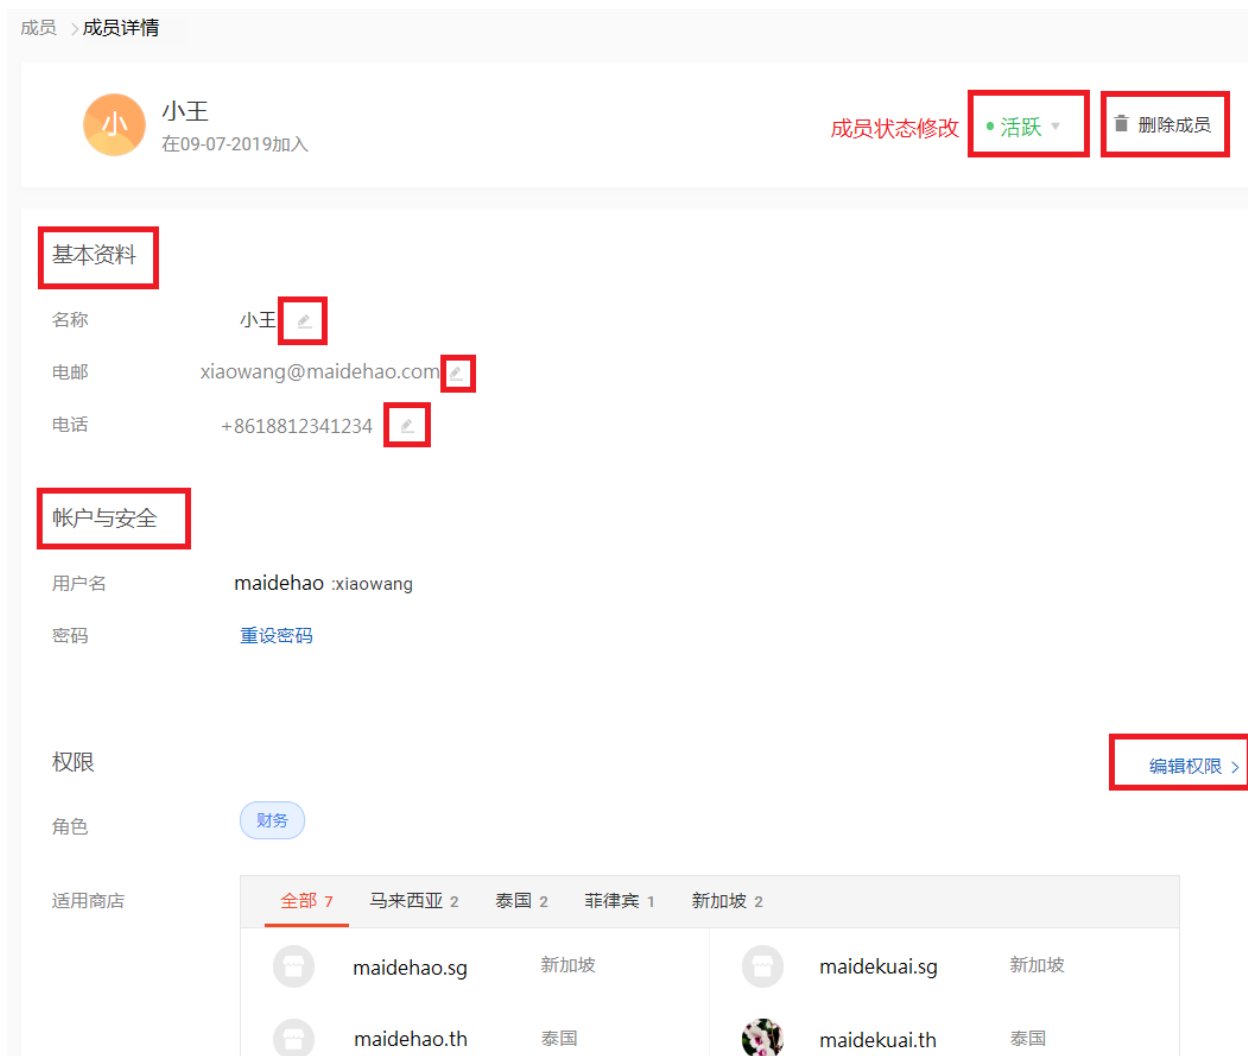 成员 >成员详情
小
小王
在09-07-2019加入
成员状态修改
活跃
删除成员
基本资料
名称 小王
电邮 xiaowang@maidehao.com
电话 +8618812341234
帐户与安全
用户名 maidehao :xiaowang
密码 重设密码
权限 编辑权限 >
角色 财务
适用商店
全部 7 马来西亚 2 泰国 2 菲律宾 1 新加坡 2
maidehao.sg 新加坡 maidekuai.sg 新加坡
maidehao.th 泰国 maidekuai.th 泰国